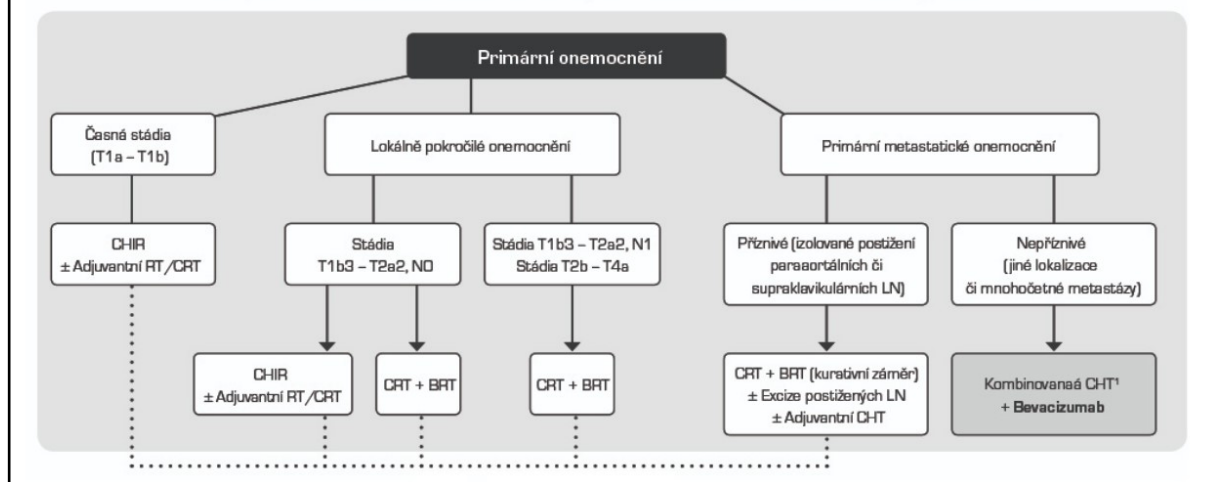 Primární onemocnění
Časná stádia
(T1a – T1b)
Lokálně pokročilé onemocnění
Primární metastatické onemocnění
CHIR
± Adjuvantní RT/CRT
Stádia
T1b3 – T2a2, N0
Stádia T1b3 – T2a2, N1
Stádia T2b – T4a
Příznivé (izolované postižení
paraaortálních či
supraklavikulárních LN)
Nepříznivé
(jiné lokalizace
či mnohočetné metastázy)
CHIR
± Adjuvantní RT/CRT
CRT + BRT
CRT + BRT
CRT + BRT (kurativní záměr)
± Excize postižených LN
± Adjuvantní CHT
Kombinovanaá CHT¹
+ Bevacizumab